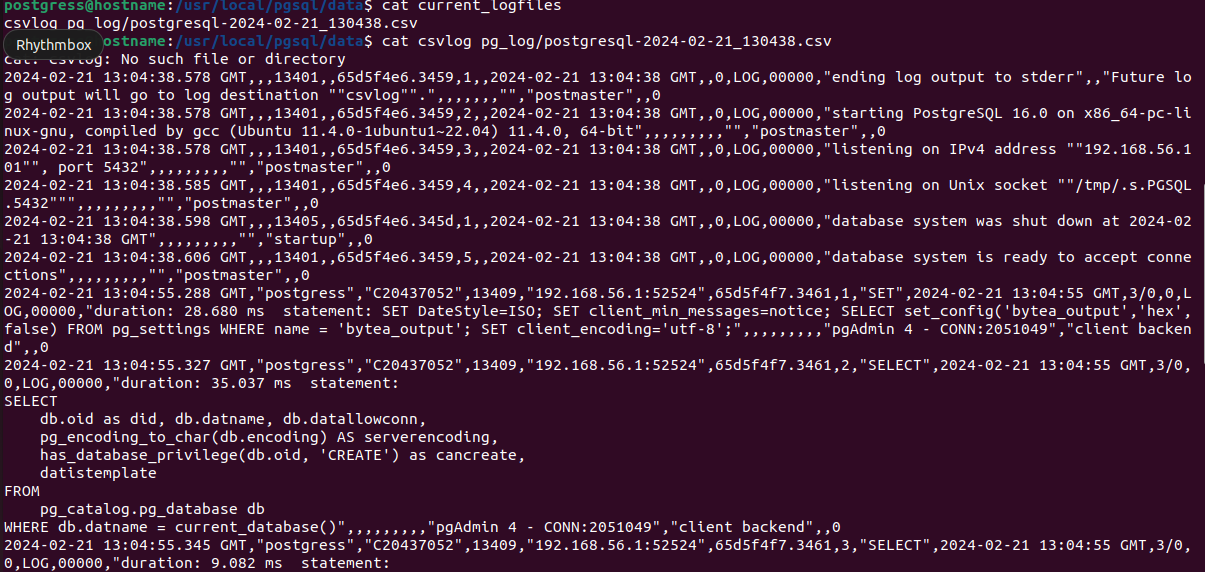 postgress@hostname:/usr/local/pgsql/data$ cat current_logfiles
csvlog pg_log/postgresql-2024-02-21_130438.csv
Rhythmbox
hostname:/usr/local/pgsql/data$ cat csvlog pg_log/postgresql-2024-02-21_130438.csv
cat: csvlog: No such file or directory
2024-02-21 13:04:38.578 GMT,,,13401,,65d5f4e6.3459,1,,2024-02-21 13:04:38 GMT,,0,LOG,00000,"ending log output to stderr",,"Future lo
g output will go to log destination ""csvlog"".",,,,,,,"","postmaster",,0
2024-02-21 13:04:38.578 GMT,,,13401,,65d5f4e6.3459,2,,2024-02-21 13:04:38 GMT,,0,LOG,00000,"starting PostgreSQL 16.0 on x86_64-pc-li
nux-gnu, compiled by gcc (Ubuntu 11.4.0-1ubuntu1~22.04) 11.4.0, 64-bit",,,,,,,,,"","postmaster",,0
2024-02-21 13:04:38.578 GMT,,,13401,,65d5f4e6.3459,3,,2024-02-21 13:04:38 GMT,,0,LOG,00000,"listening on IPv4 address ""192.168.56.1
01"", port 5432",,,,,,,,,"","postmaster",,0
2024-02-21 13:04:38.585 GMT,,,13401,,65d5f4e6.3459,4,,2024-02-21 13:04:38 GMT,,0,LOG,00000,"listening on Unix socket ""/tmp/.s.PGSQL
.5432""",,,,,,,,,"","postmaster",,0
2024-02-21 13:04:38.598 GMT,,,13405,,65d5f4e6.345d,1,,2024-02-21 13:04:38 GMT,,0,LOG,00000,"database system was shut down at 2024-02
-21 13:04:38 GMT",,,,,,,,,"","startup",,0
2024-02-21 13:04:38.606 GMT,,,13401,,65d5f4e6.3459,5,,2024-02-21 13:04:38 GMT,,0,LOG,00000,"database system is ready to accept conne
ctions",,,,,,,,,"","postmaster",,0
2024-02-21 13:04:55.288 GMT,"postgress","C20437052",13409,"192.168.56.1:52524",65d5f4f7.3461,1,"SET",2024-02-21 13:04:55 GMT,3/0,0,L
OG,00000,"duration: 28.680 ms  statement: SET DateStyle=ISO; SET client_min_messages=notice; SELECT set_config('bytea_output','hex',
false) FROM pg_settings WHERE name = 'bytea_output'; SET client_encoding='utf-8';",,,,,,,,,"pgAdmin 4 - CONN:2051049","client backen
d",,0
2024-02-21 13:04:55.327 GMT,"postgress","C20437052",13409,"192.168.56.1:52524",65d5f4f7.3461,2,"SELECT",2024-02-21 13:04:55 GMT,3/0,
0,LOG,00000,"duration: 35.037 ms  statement:
SELECT
    db.oid as did, db.datname, db.datallowconn,
    pg_encoding_to_char(db.encoding) AS serverencoding,
    has_database_privilege(db.oid, 'CREATE') as cancreate,
    datistemplate
FROM
    pg_catalog.pg_database db
WHERE db.datname = current_database()",,,,,,,,,"pgAdmin 4 - CONN:2051049","client backend",,0
2024-02-21 13:04:55.345 GMT,"postgress","C20437052",13409,"192.168.56.1:52524",65d5f4f7.3461,3,"SELECT",2024-02-21 13:04:55 GMT,3/0,
0,LOG,00000,"duration: 9.082 ms  statement: